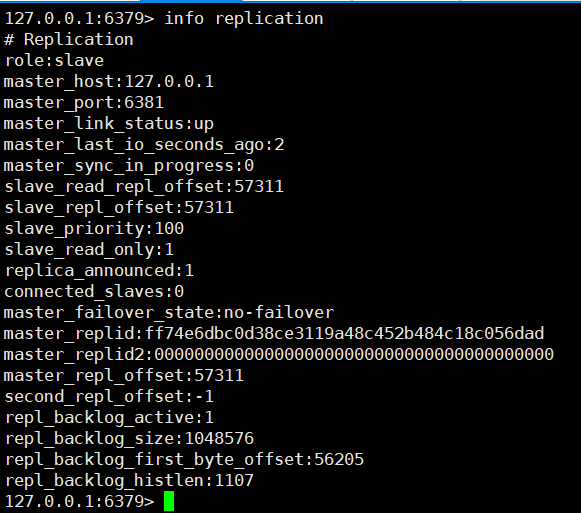 127.0.0.1:6379> info replication
# Replication
role:slave
master_host:127.0.0.1
master_port:6381
master_link_status:up
master_last_io_seconds_ago:2
master_sync_in_progress:0
slave_read_repl_offset:57311
slave_repl_offset:57311
slave_priority:100
slave_read_only:1
replica_announced:1
connected_slaves:0
master_failover_state:no-failover
master_replid:ff74e6dbc0d38ce3119a48c452b484c18c056dad
master_replid2:0000000000000000000000000000000000000000
master_repl_offset:57311
second_repl_offset:-1
repl_backlog_active:1
repl_backlog_size:1048576
repl_backlog_first_byte_offset:56205
repl_backlog_histlen:1107
127.0.0.1:6379>